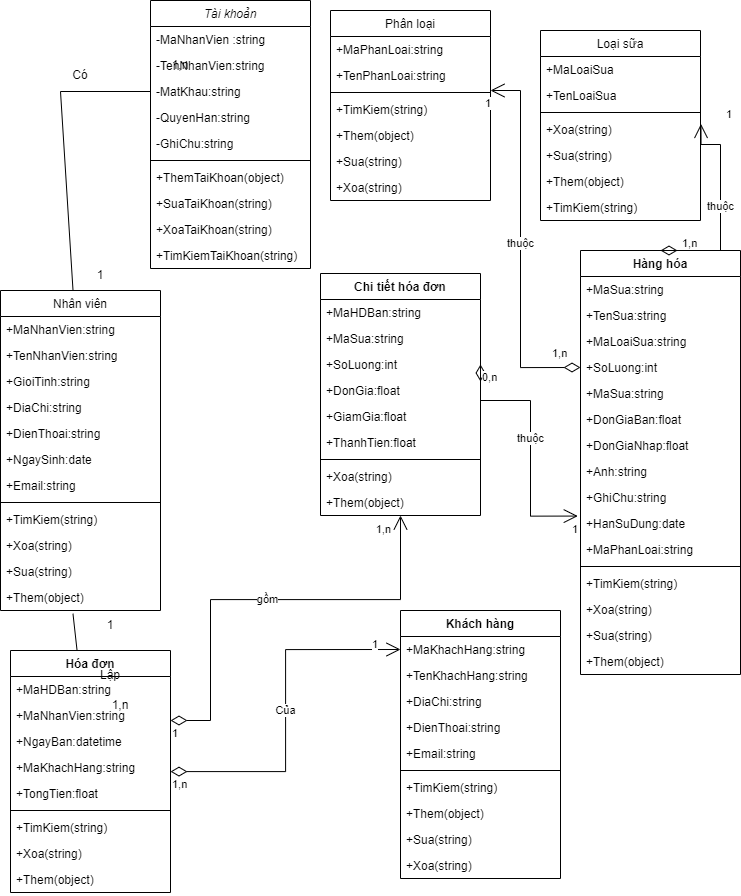 Tài khoản
-MaNhanVien :string
-TenNhanVien:string
-MatKhau:string
-QuyenHan:string
-GhiChu:string
+ThemTaiKhoan(object)
+SuaTaiKhoan(string)
+XoaTaiKhoan(string)
+TimKiemTaiKhoan(string)
1,n
Có
1
Phân loại
+MaPhanLoai:string
+TenPhanLoai:string
+TimKiem(string)
+Them(object)
+Sua(string)
+Xoa(string)
1
thuộc
1,n
Loại sữa
+MaLoaiSua
+TenLoaiSua
+Xoa(string)
+Sua(string)
+Them(object)
+TimKiem(string)
1
thuộc
1,n
Nhân viên
+MaNhanVien:string
+TenNhanVien:string
+GioiTinh:string
+DiaChi:string
+DienThoai:string
+NgaySinh:date
+Email:string
+TimKiem(string)
+Xoa(string)
+Sua(string)
+Them(object)
1
Lập
1,n
Chi tiết hóa đơn
+MaHDBan:string
+MaSua:string
+SoLuong:int
+DonGia:float
+GiamGia:float
+ThanhTien:float
+Xoa(string)
+Them(object)
0,n
thuộc
1
1,n
gồm
1
Hàng hóa
+MaSua:string
+TenSua:string
+MaLoaiSua:string
+SoLuong:int
+MaSua:string
+DonGiaBan:float
+DonGiaNhap:float
+Anh:string
+GhiChu:string
+HanSuDung:date
+MaPhanLoai:string
+TimKiem(string)
+Xoa(string)
+Sua(string)
+Them(object)
Hóa đơn
+MaHDBan:string
+MaNhanVien:string
+NgayBan:datetime
+MaKhachHang:string
+TongTien:float
+TimKiem(string)
+Xoa(string)
+Them(object)
1,n
Của
1
Khách hàng
+MaKhachHang:string
+TenKhachHang:string
+DiaChi:string
+DienThoai:string
+Email:string
+TimKiem(string)
+Them(object)
+Sua(string)
+Xoa(string)